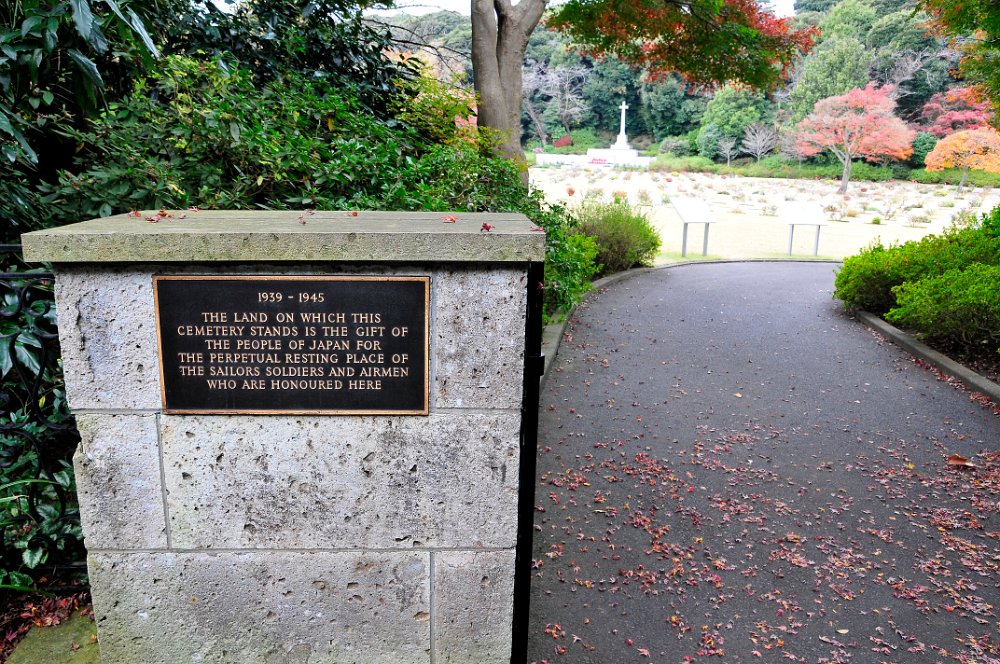 1939 - 1945
THE LAND ON WHICH THIS
CEMETERY STANDS IS THE GIFT OF
THE PEOPLE OF JAPAN FOR
THE PERPETUAL RESTING PLACE OF
THE SAILORS SOLDIERS AND AIRMEN
WHO ARE HONOURED HERE